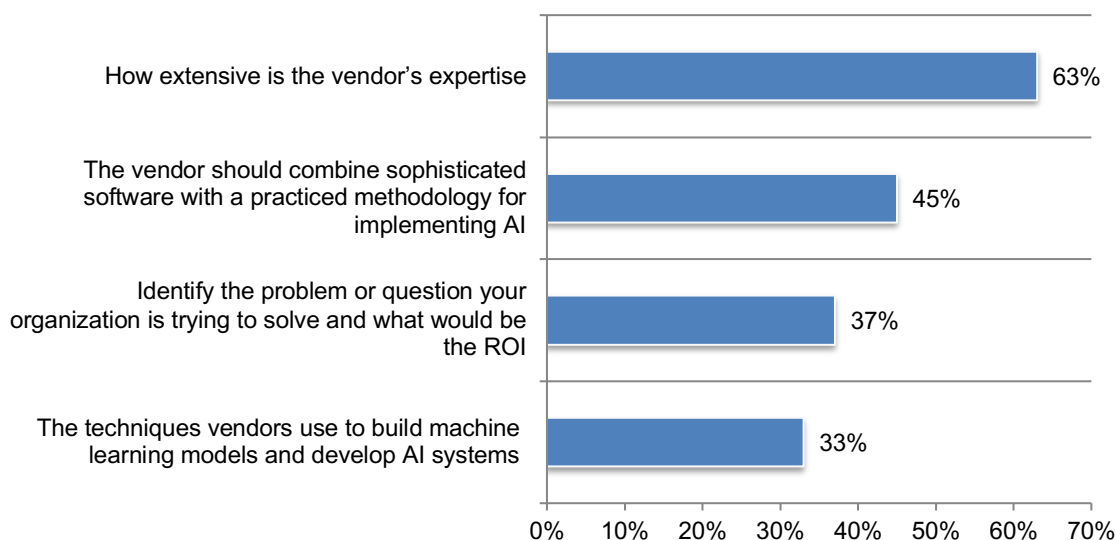 How extensive is the vendor’s expertise
63%
The vendor should combine sophisticated
software with a practiced methodology for
implementing AI
45%
Identify the problem or question your
organization is trying to solve and what would be
the ROI
37%
The techniques vendors use to build machine
learning models and develop AI systems
33%
0% 10% 20% 30% 40% 50% 60% 70%